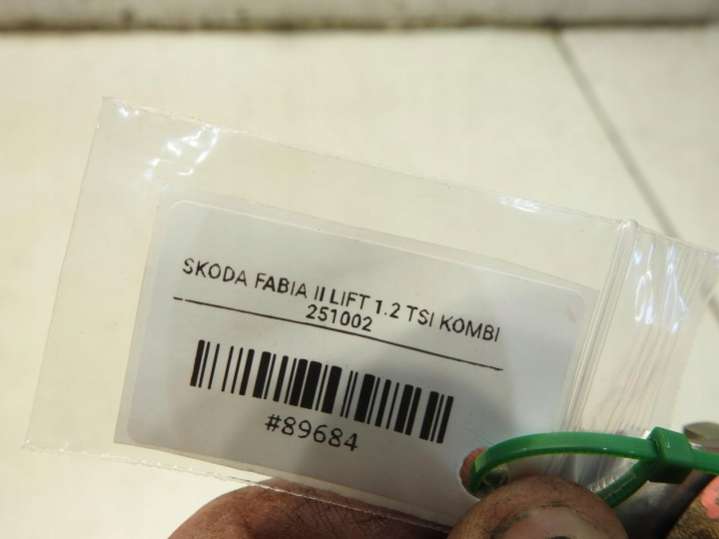 SKODA FABIA II LIFT 1.2 TSI KOMBI
251002
#89684